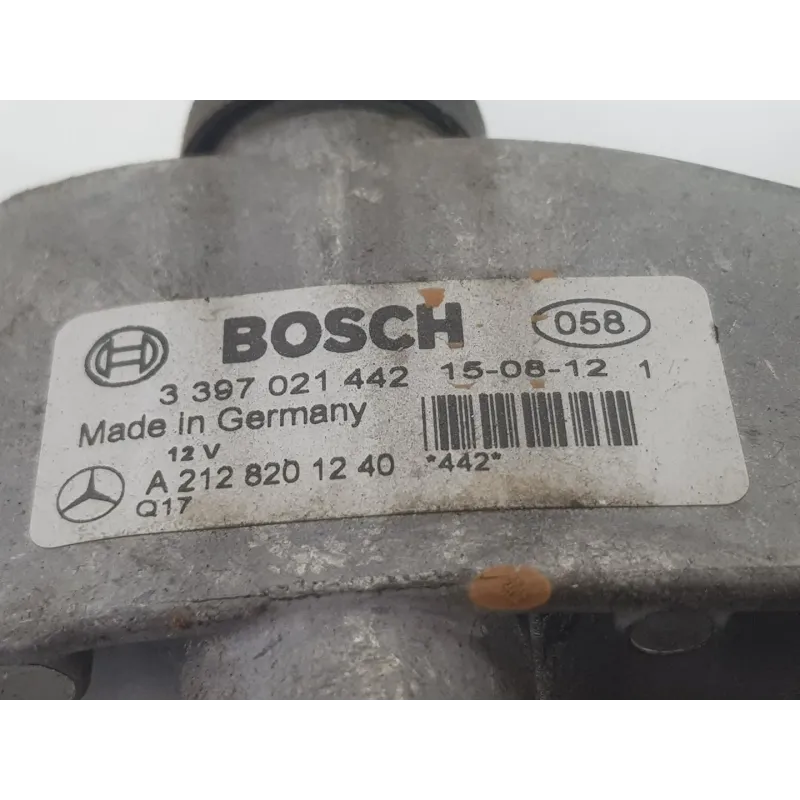 BOSCH 058
3 397 021 442 15-08-12 1
Made in Germany
12 V
A 212 820 12 40 *442*
Q17